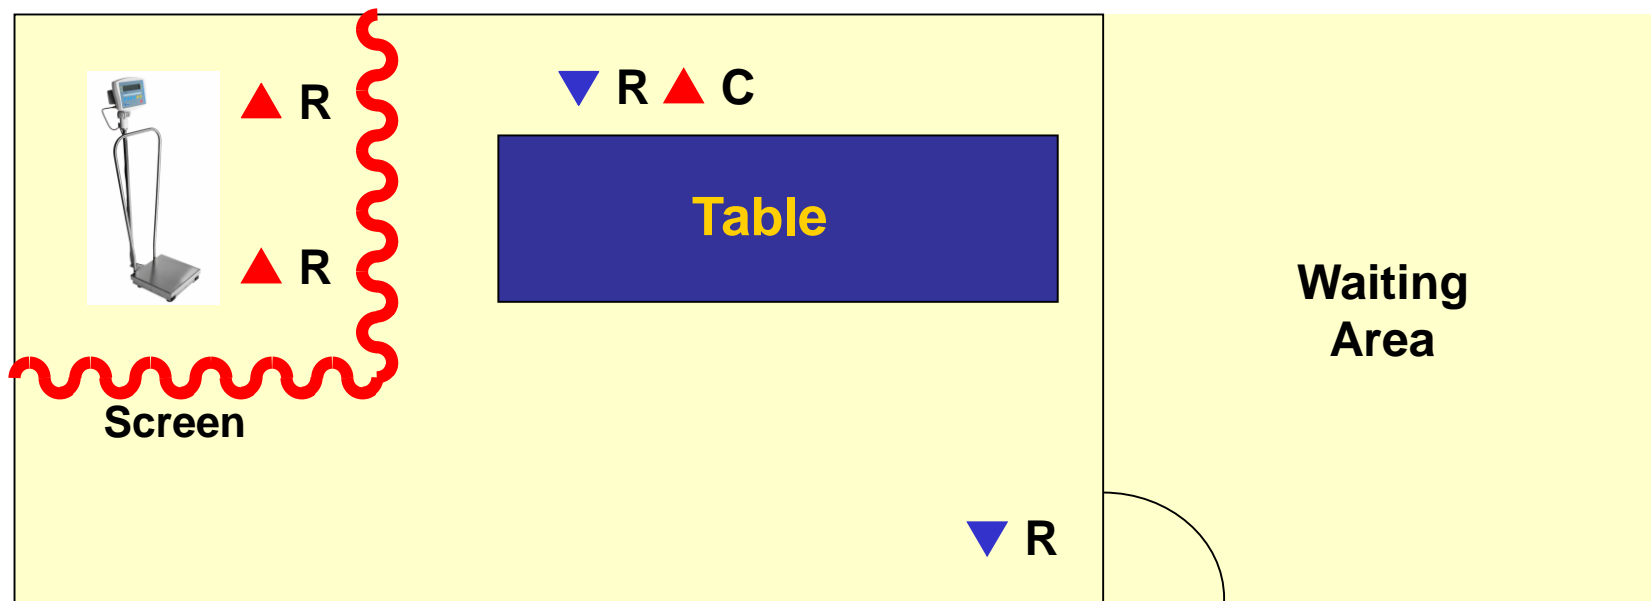 R
R C
Table
R
Waiting
Area
Screen
R